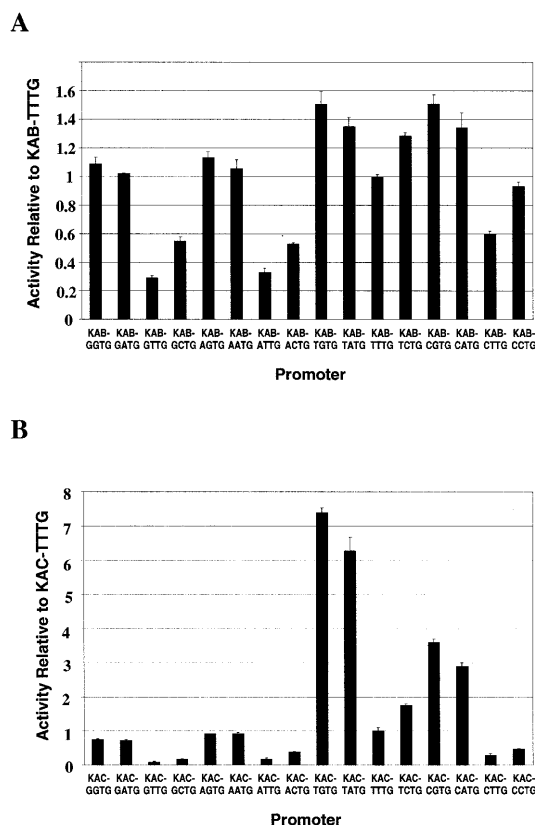 A
Activity Relative to KAB-TTTG
1.6
1.4
1.2
1
0.8
0.6
0.4
0.2
0
KAB- KAB- KAB- KAB- KAB- KAB- KAB- KAB- KAB- KAB- KAB- KAB- KAB- KAB- KAB- KAB-
GGTG GATG GTTG GCTG AGTG AATG ATTG ACTG TGTG TATG TTTG TCTG CGTG CATG CTTG CCTG
Promoter
B
Activity Relative to KAC-TTTG
8
7
6
5
4
3
2
1
0
KAC- KAC- KAC- KAC- KAC- KAC- KAC- KAC- KAC- KAC- KAC- KAC- KAC- KAC- KAC- KAC-
GGTG GATG GTTG GCTG AGTG AATG ATTG ACTG TGTG TATG TTTG TCTG CGTG CATG CTTG CCTG
Promoter